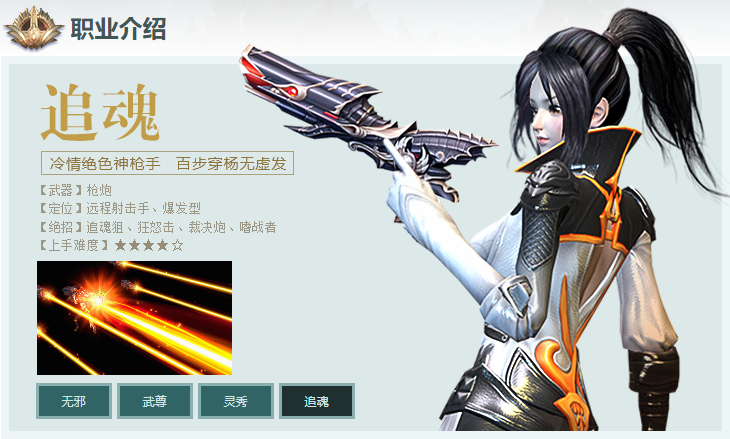 职业介绍
追魂
冷情绝色神枪手 百步穿杨无虚发
【武器】枪炮
【定位】远程射击手、爆发型
【绝招】追魂狙、狂怒击、裁决炮、嗜战者
【上手难度】★★★★☆
无邪 武尊 灵秀 追魂